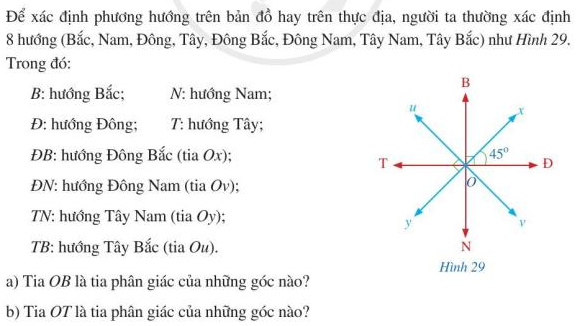 Để xác định phương hướng trên bản đồ hay trên thực địa, người ta thường xác định
8 hướng (Bắc, Nam, Đông, Tây, Đông Bắc, Đông Nam, Tây Nam, Tây Bắc) như Hình 29.
Trong đó:
B: hướng Bắc; N: hướng Nam;
Đ: hướng Đông; T: hướng Tây;
ĐB: hướng Đông Bắc (tia Ox);
ĐN: hướng Đông Nam (tia Ov);
TN: hướng Tây Nam (tia Oy);
TB: hướng Tây Bắc (tia Ou).
a) Tia OB là tia phân giác của những góc nào?
b) Tia OT là tia phân giác của những góc nào?
B
u
x
45°
T
Đ
O
y
v
N
Hình 29